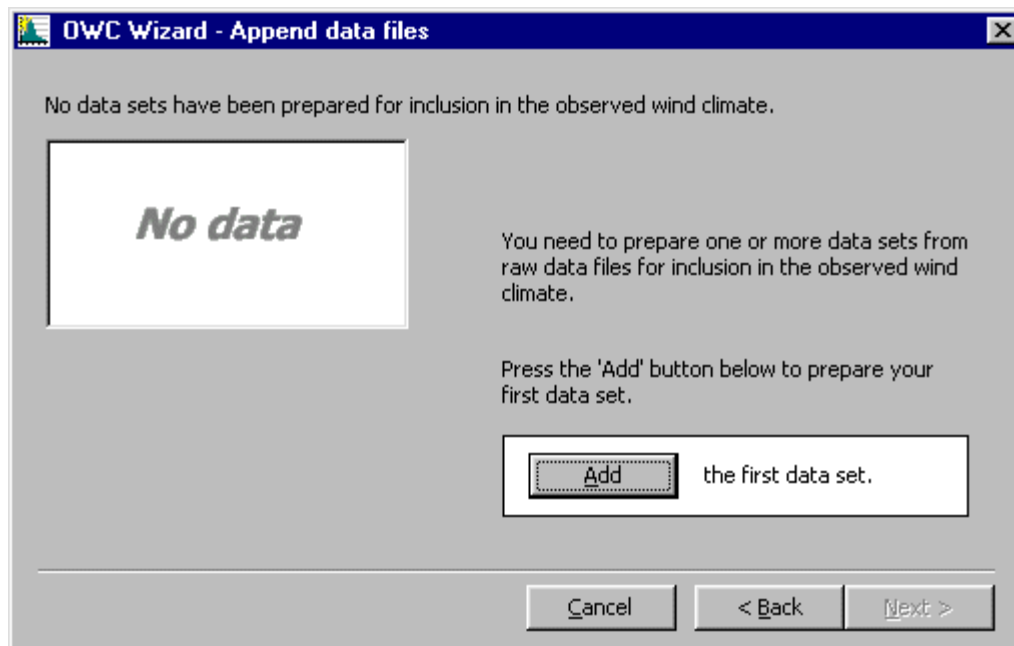 OWC Wizard - Append data files
No data sets have been prepared for inclusion in the observed wind climate.
No data
You need to prepare one or more data sets from
raw data files for inclusion in the observed wind
climate.
Press the 'Add' button below to prepare your
first data set.
Add the first data set.
Cancel < Back Next >